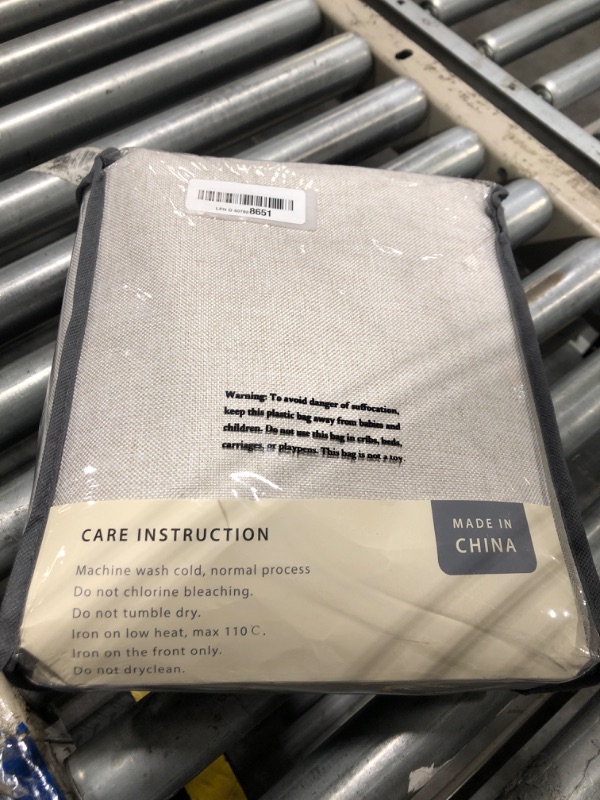 8651
Warning: To avoid danger of suffocation,
keep this plastic bag away from babies and
children. Do not use this bag in cribs, beds,
carriages, or playpens. This bag is not a toy.
CARE INSTRUCTION
MADE IN
CHINA
Machine wash cold, normal process
Do not chlorine bleaching.
Do not tumble dry.
Iron on low heat, max 110℃.
Iron on the front only.
Do not dryclean.